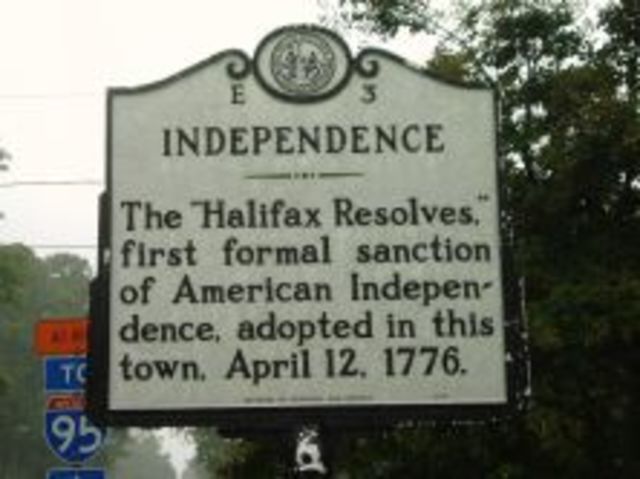 E 3
INDEPENDENCE
The "Halifax Resolves,"
first formal sanction
of American Indepen-
dence, adopted in this
town, April 12, 1776.
TO
95